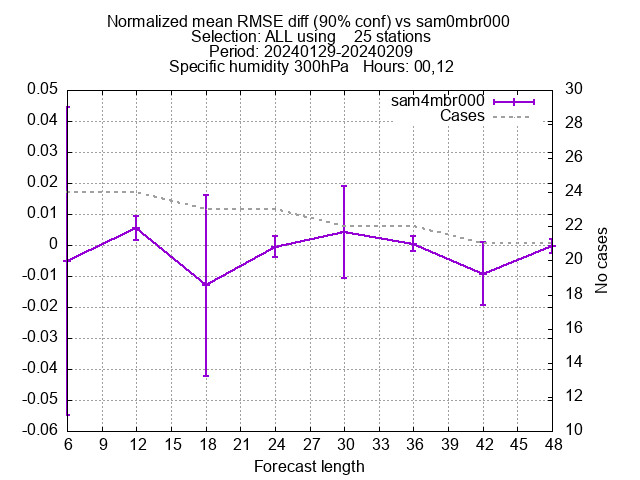 Normalized mean RMSE diff (90% conf) vs sam0mbr000
Selection: ALL using    25 stations
Period: 20240129-20240209
Specific humidity 300hPa   Hours: 00,12
sam4mbr000
Cases
0.05
0.04
0.03
0.02
0.01
0
-0.01
-0.02
-0.03
-0.04
-0.05
-0.06
30
28
26
24
22
20
18
16
14
12
10
No cases
6 9 12 15 18 21 24 27 30 33 36 39 42 45 48
Forecast length